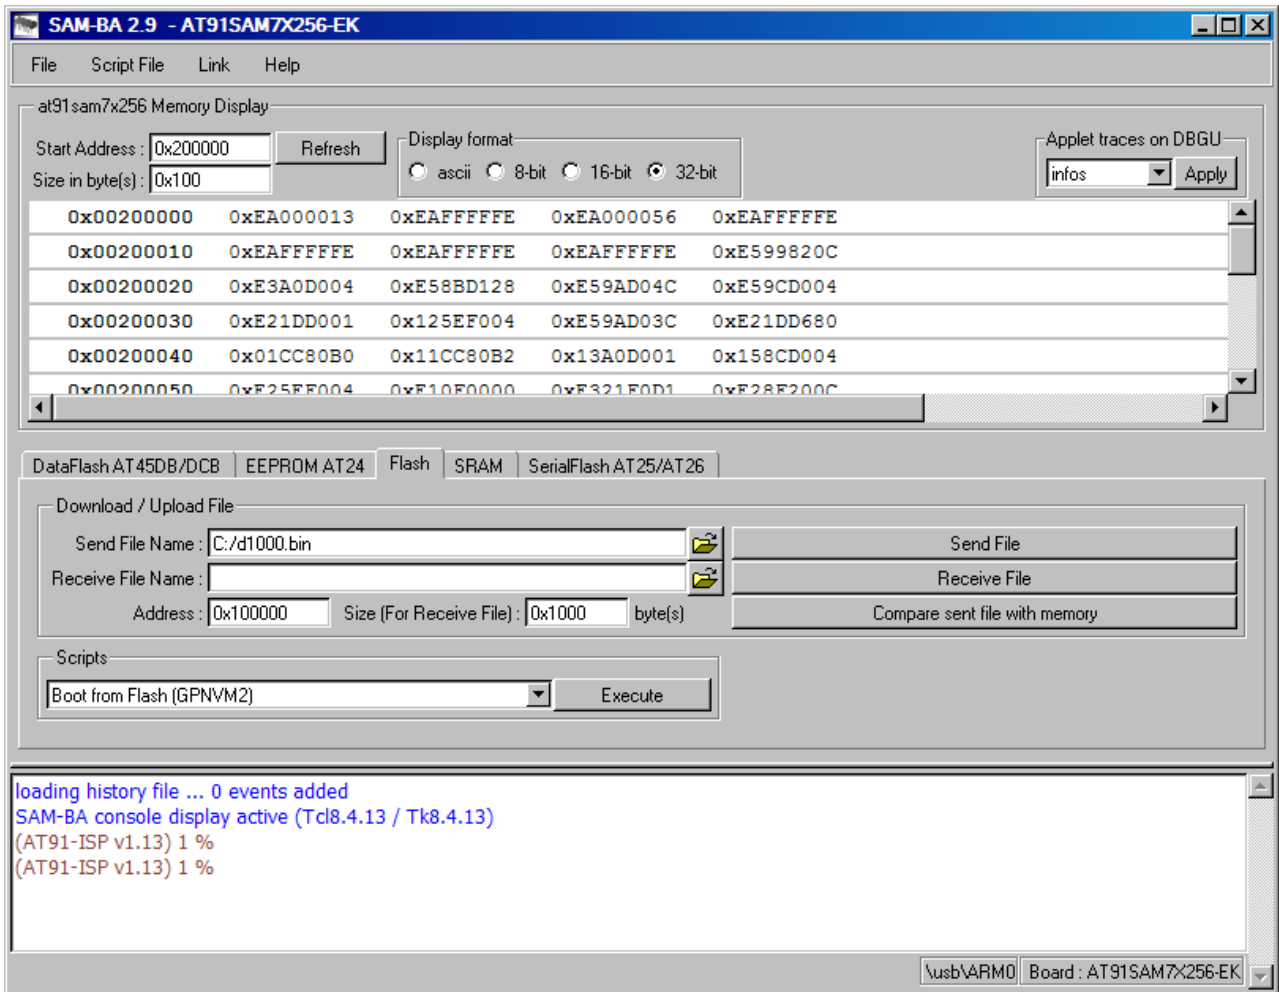 SAM-BA 2.9 - AT91SAM7X256-EK
File Script File Link Help
at91sam7x256 Memory Display
Start Address : 0x200000 Refresh
Size in byte(s) : 0x100
Display format
ascii 8-bit 16-bit 32-bit
Applet traces on DBGU
infos Apply
0x00200000 0xEA000013 0xEAFFFFFE 0xEA000056 0xEAFFFFFE
0x00200010 0xEAFFFFFE 0xEAFFFFFE 0xEAFFFFFE 0xE599820C
0x00200020 0xE3A0D004 0xE58BD128 0xE59AD04C 0xE59CD004
0x00200030 0xE21DD001 0x125EF004 0xE59AD03C 0xE21DD680
0x00200040 0x01CC80B0 0x11CC80B2 0x13A0D001 0x158CD004
0x00200050 0xE25EF004 0xE10F0000 0xE321F0D1 0xE28F200C
DataFlash AT45DB/DCB EEPROM AT24 Flash SRAM SerialFlash AT25/AT26
Download / Upload File
Send File Name : C:/d1000.bin Send File
Receive File Name : Receive File
Address : 0x100000 Size (For Receive File) : 0x1000 byte(s) Compare sent file with memory
Scripts
Boot from Flash (GPNVM2) Execute
loading history file ... 0 events added
SAM-BA console display active (Tcl8.4.13 / Tk8.4.13)
(AT91-ISP v1.13) 1 %
(AT91-ISP v1.13) 1 %
\usb\ARM0 Board : AT91SAM7X256-EK